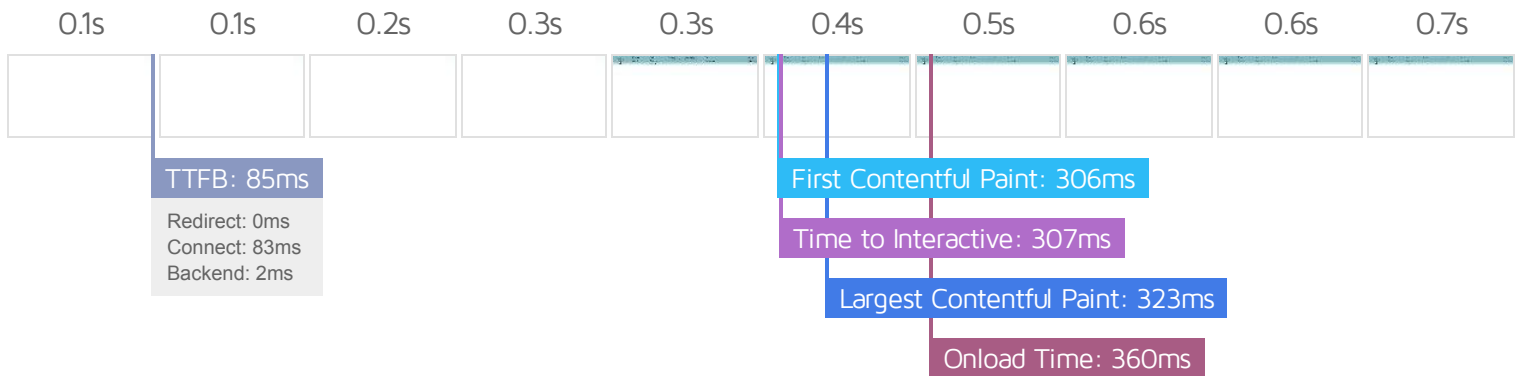 0.1s 0.1s 0.2s 0.3s 0.3s 0.4s 0.5s 0.6s 0.6s 0.7s
TTFB: 85ms
Redirect: 0ms
Connect: 83ms
Backend: 2ms
First Contentful Paint: 306ms
Time to Interactive: 307ms
Largest Contentful Paint: 323ms
Onload Time: 360ms